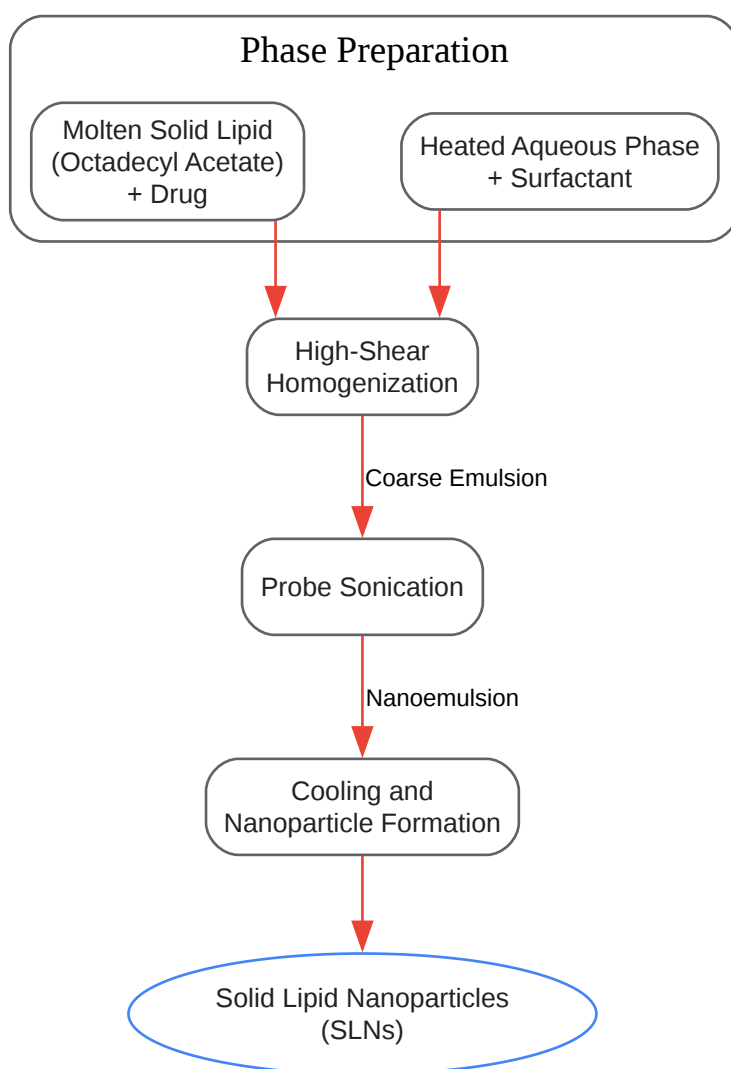 Phase Preparation
Molten Solid Lipid
(Octadecyl Acetate)
+ Drug
Heated Aqueous Phase
+ Surfactant
High-Shear
Homogenization
Coarse Emulsion
Probe Sonication
Nanoemulsion
Cooling and
Nanoparticle Formation
Solid Lipid Nanoparticles
(SLNs)